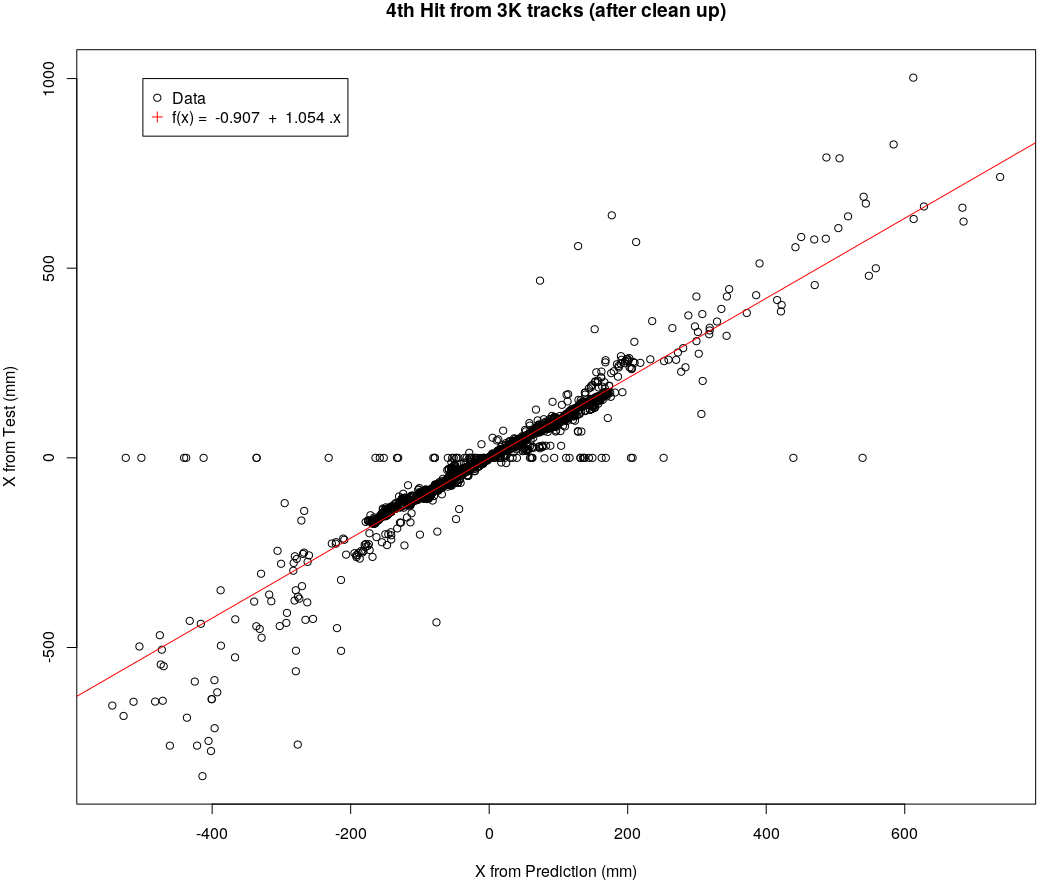 4th Hit from 3K tracks (after clean up)
Data
f(x) = -0.907 + 1.054 .x
X from Test (mm)
1000
500
0
-500
-400 -200 0 200 400 600
X from Prediction (mm)